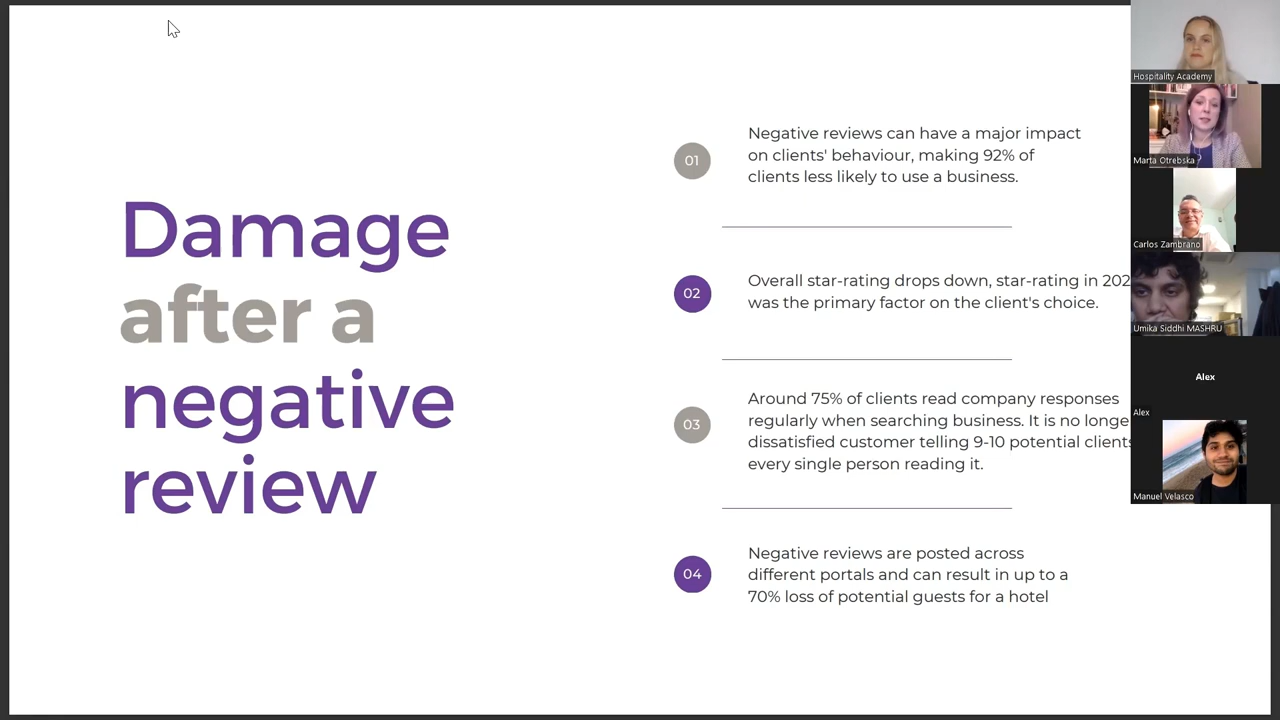 Damage
after a
negative
review
01
Negative reviews can have a major impact
on clients' behaviour, making 92% of
clients less likely to use a business.
02
Overall star-rating drops down, star-rating in 202
was the primary factor on the client's choice.
03
Around 75% of clients read company responses
regularly when searching business. It is no longe
dissatisfied customer telling 9-10 potential clients
every single person reading it.
04
Negative reviews are posted across
different portals and can result in up to a
70% loss of potential guests for a hotel
Hospitality Academy
Marta Otrebska
Carlos Zambrano
Umika Siddhi MASHRU
Alex
Alex
Manuel Velasco